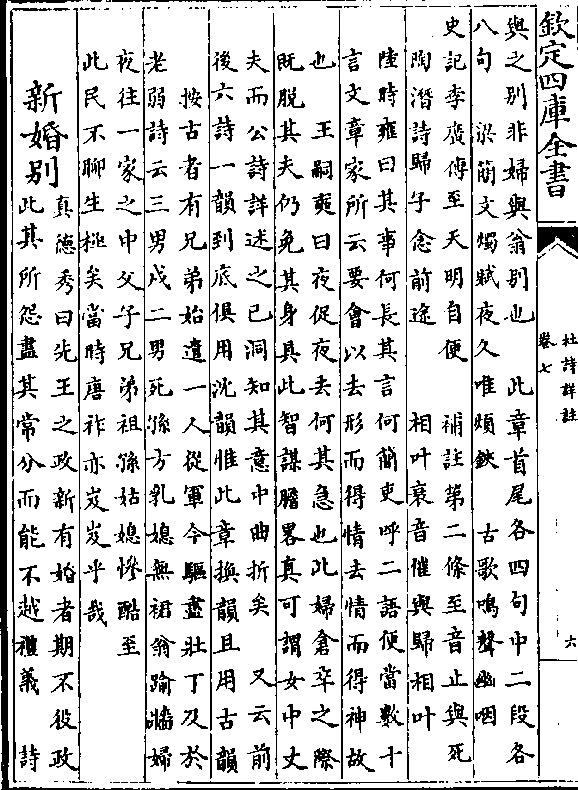 欽定四庫全書
杜詩詳註
卷七
六
與之别非婦與翁别也　此章首尾各四句中二段各
八句　梁簡文燭賦夜久唯煩鋏　古歌鳴聲幽咽
史記李廣傳至天明自便　補註第二條至音止與死
陶潛詩歸子念前途　相叶哀音催與歸相叶
陸時雍曰其事何長其言何簡吏呼二語便當數十
言文章家所云要會以去形而得情去情而得神故
也　王嗣奭曰夜促夜去何其急也此婦倉卒之際
既脱其夫仍免其身具此智謀膽畧真可謂女中丈
夫而公詩詳述之已洞知其意中曲折矣　又云前
後六詩一韻到底俱用沈韻惟此章換韻且用古韻
按古者有兄弟始遣一人從軍今驅盡壯丁及於
老弱詩云三男戍二男死孫方乳媳無裙翁踰牆婦
夜往一家之中父子兄弟祖孫姑媳慘酷至
此民不聊生極矣當時唐祚亦岌岌乎哉
新婚别
真德秀曰先王之政新有婚者期不役政
此其所怨盡其常分而能不越禮義　詩